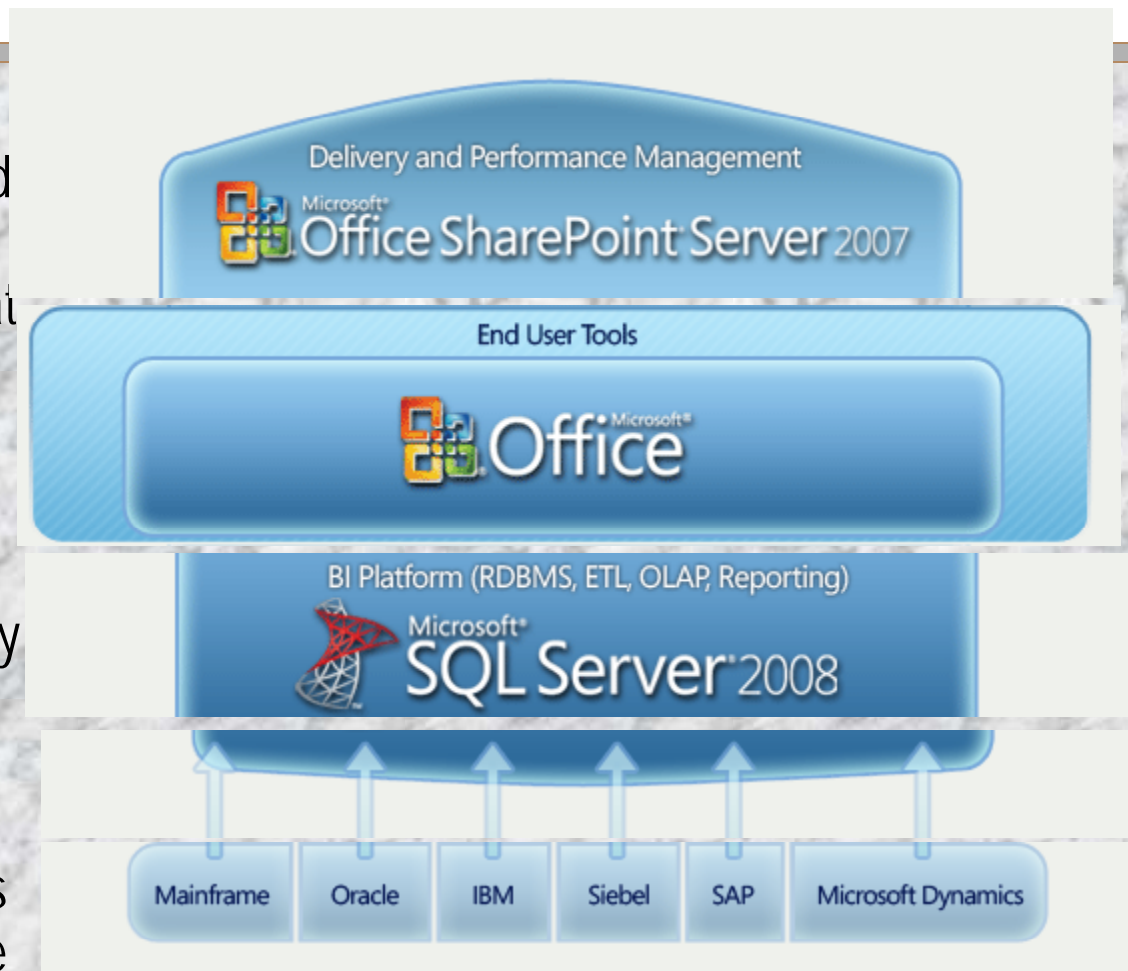 Delivery and Performance Management
Microsoft®
Office SharePoint Server 2007
End User Tools
Microsoft®
Office
BI Platform (RDBMS, ETL, OLAP, Reporting)
Microsoft®
SQL Server 2008
Mainframe Oracle IBM Siebel SAP Microsoft Dynamics